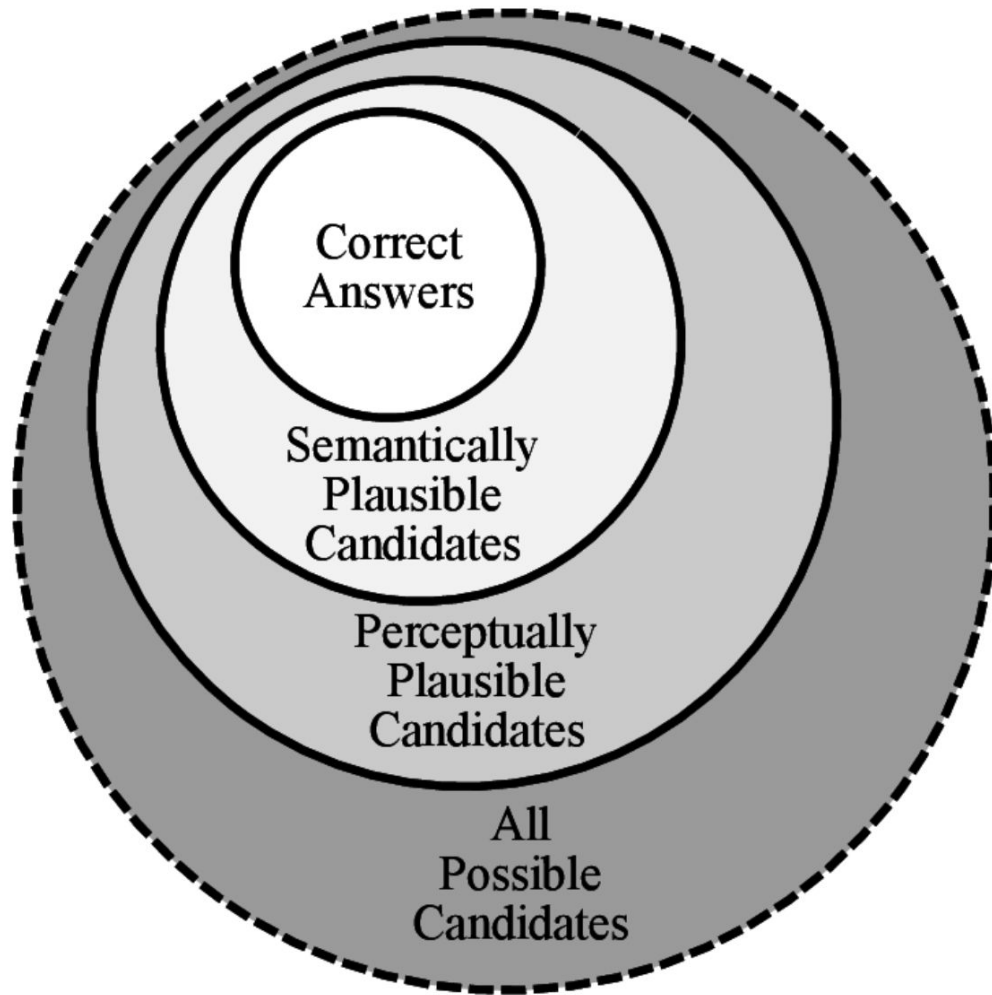 Correct
Answers
Semantically
Plausible
Candidates
Perceptually
Plausible
Candidates
All
Possible
Candidates